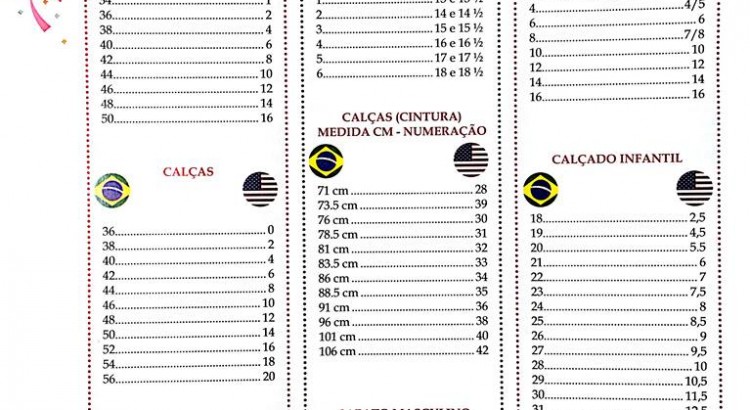 34.......... 1
36.......... 2
38.......... 4
40.......... 6
42.......... 8
44.......... 10
46.......... 12
48.......... 14
50.......... 16
CALÇAS
36.......... 0
38.......... 2
40.......... 4
42.......... 6
44.......... 8
46.......... 10
48.......... 12
50.......... 14
52.......... 16
54.......... 18
56.......... 20
2.......... 14 e 14 ½
3.......... 15 e 15 ½
4.......... 16 e 16 ½
5.......... 17 e 17 ½
6.......... 18 e 18 ½
CALÇAS (CINTURA)
MEDIDA CM - NUMERAÇÃO
71 cm .......... 28
73.5 cm .......... 39
76 cm .......... 30
78.5 cm .......... 31
81 cm .......... 32
83.5 cm .......... 33
86 cm .......... 34
88.5 cm .......... 35
91 cm .......... 36
96 cm .......... 38
101 cm .......... 40
106 cm .......... 42
4.......... 4/5
6.......... 6
8.......... 7/8
10.......... 10
12.......... 12
14.......... 14
16.......... 16
CALÇADO INFANTIL
18.......... 2,5
19.......... 4,5
20.......... 5.5
21.......... 6
22.......... 7
23.......... 7,5
24.......... 8
25.......... 8,5
26.......... 9
27.......... 9,5
28.......... 10
29.......... 10,5
30.......... 11,5
31..........